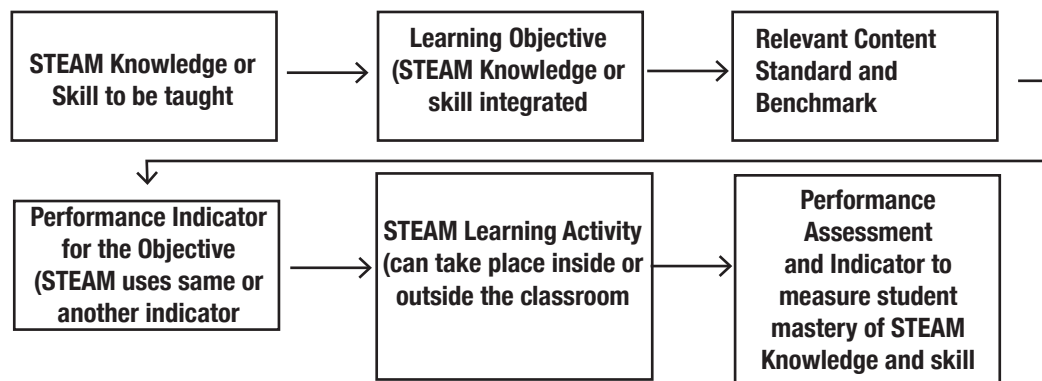 STEAM Knowledge or
Skill to be taught
Learning Objective
(STEAM Knowledge or
skill integrated
Relevant Content
Standard and
Benchmark
Performance Indicator
for the Objective
(STEAM uses same or
another indicator
STEAM Learning Activity
(can take place inside or
outside the classroom
Performance
Assessment
and Indicator to
measure student
mastery of STEAM
Knowledge and skill